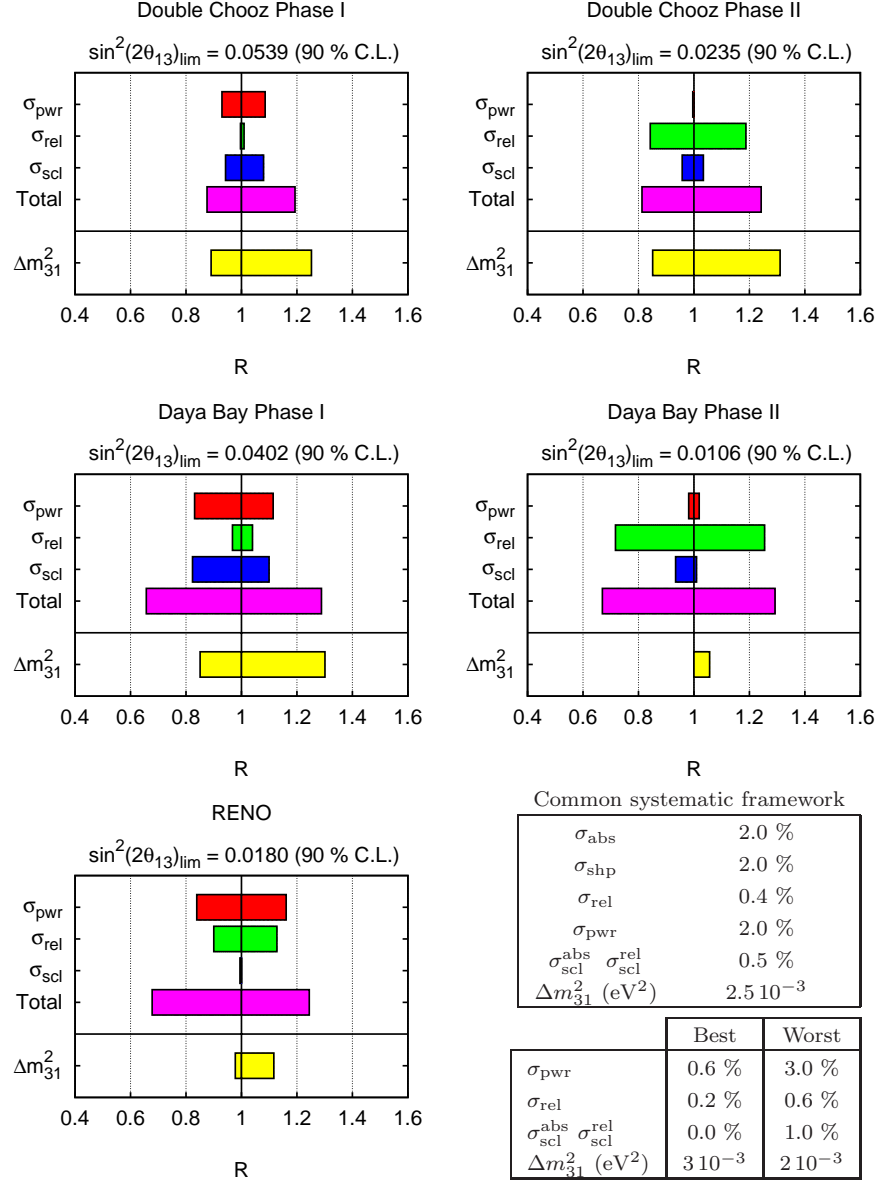 Double Chooz Phase I
sin²(2θ₁₃)lim = 0.0539 (90 % C.L.)
σpwr
σrel
σscl
Total
Δm²₃₁
0.4 0.6 0.8 1 1.2 1.4 1.6
R
Double Chooz Phase II
sin²(2θ₁₃)lim = 0.0235 (90 % C.L.)
σpwr
σrel
σscl
Total
Δm²₃₁
0.4 0.6 0.8 1 1.2 1.4 1.6
R
Daya Bay Phase I
sin²(2θ₁₃)lim = 0.0402 (90 % C.L.)
σpwr
σrel
σscl
Total
Δm²₃₁
0.4 0.6 0.8 1 1.2 1.4 1.6
R
Daya Bay Phase II
sin²(2θ₁₃)lim = 0.0106 (90 % C.L.)
σpwr
σrel
σscl
Total
Δm²₃₁
0.4 0.6 0.8 1 1.2 1.4 1.6
R
RENO
sin²(2θ₁₃)lim = 0.0180 (90 % C.L.)
σpwr
σrel
σscl
Total
Δm²₃₁
0.4 0.6 0.8 1 1.2 1.4 1.6
R
Common systematic framework
σabs 2.0 %
σshp 2.0 %
σrel 0.4 %
σpwr 2.0 %
σ^abs_scl σ^rel_scl 0.5 %
Δm²₃₁ (eV²) 2.5 10⁻³
Best Worst
σpwr 0.6 % 3.0 %
σrel 0.2 % 0.6 %
σ^abs_scl σ^rel_scl 0.0 % 1.0 %
Δm²₃₁ (eV²) 3 10⁻³ 2 10⁻³